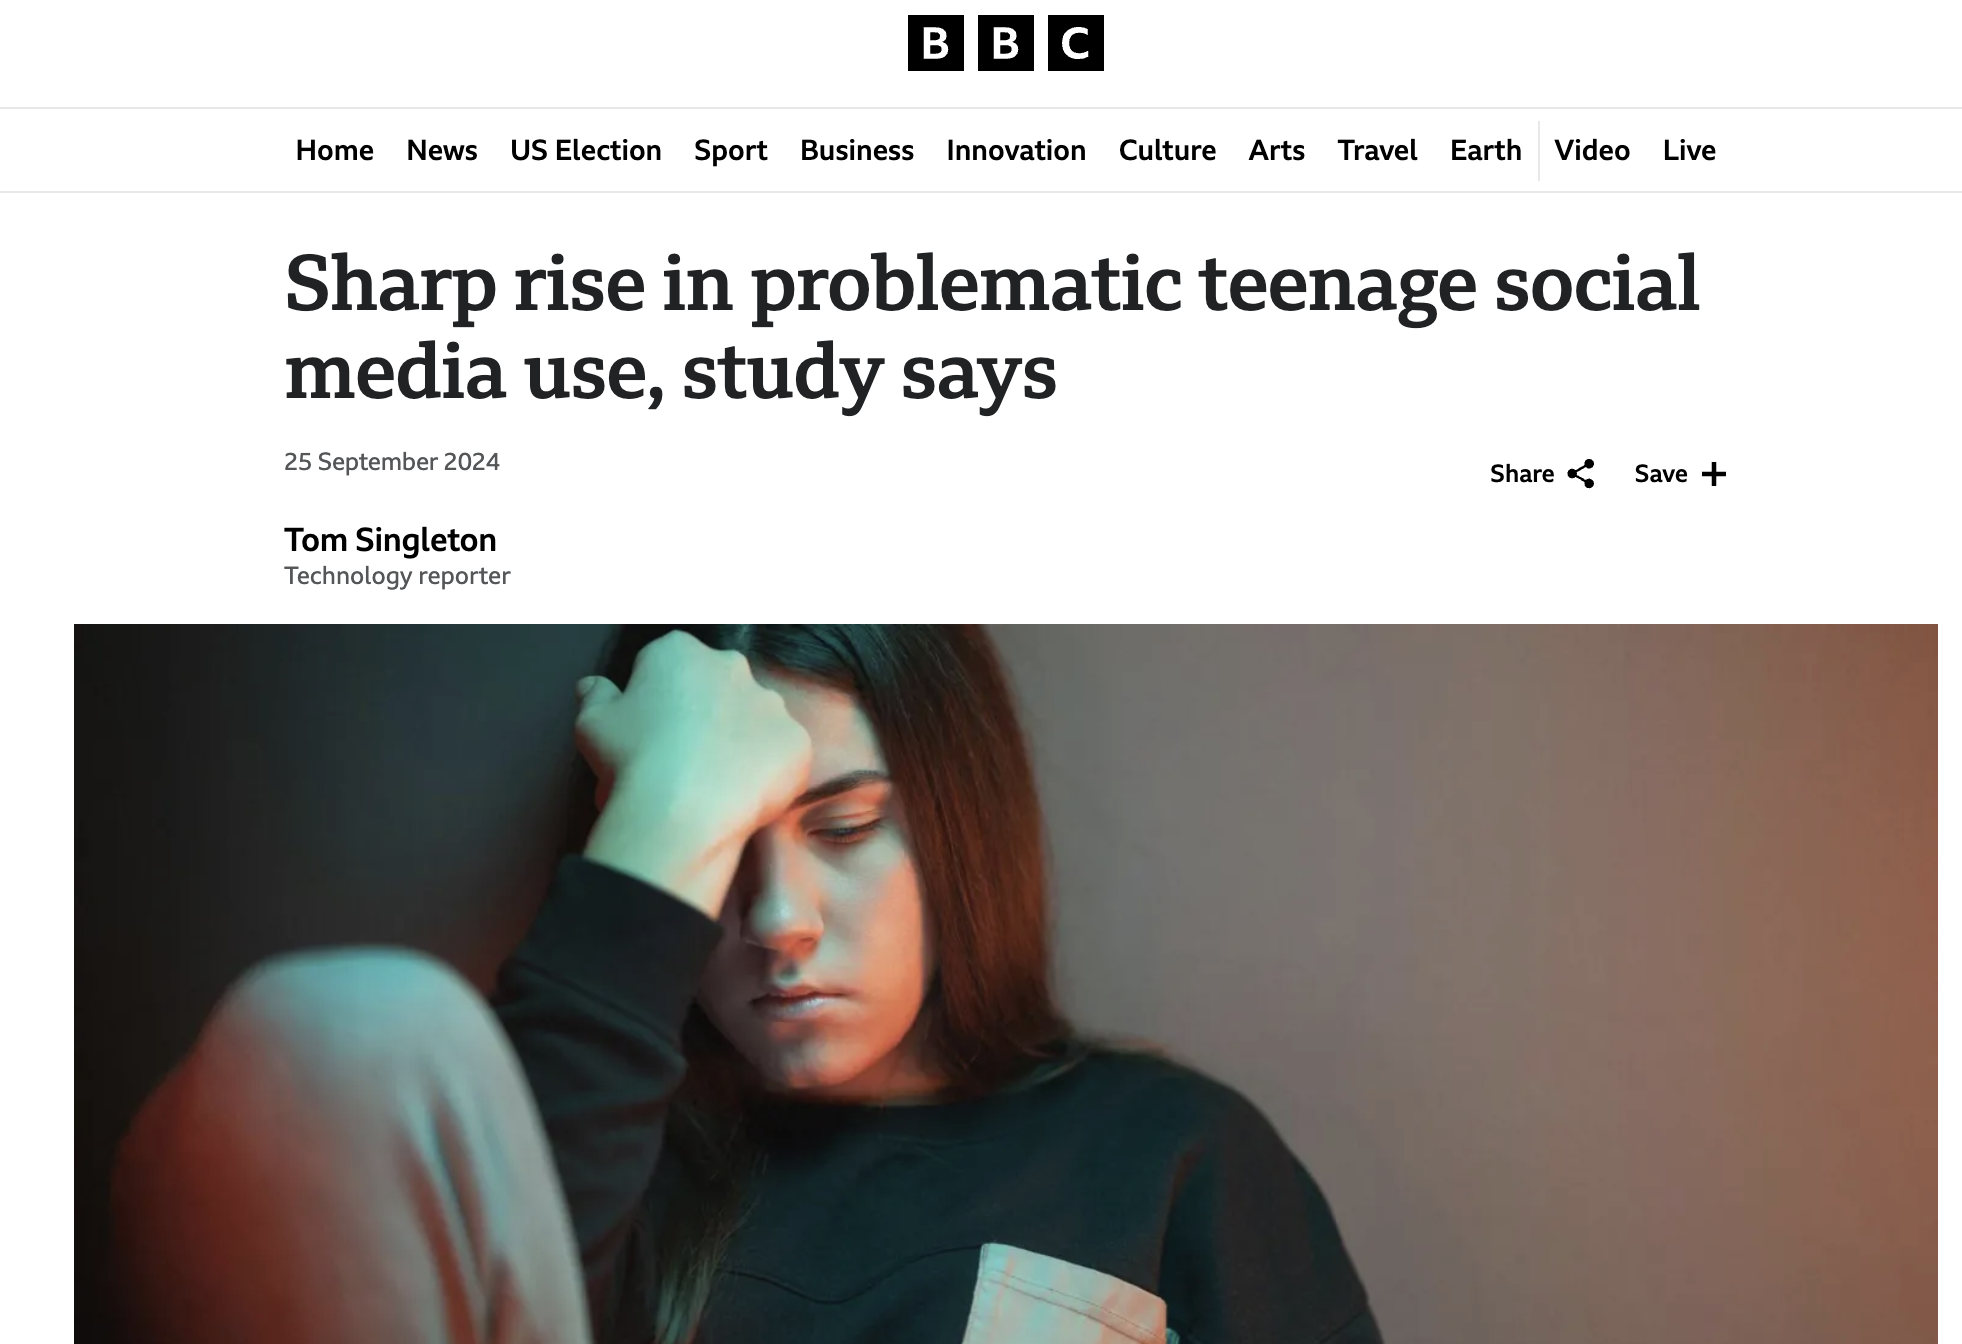 BBC
Home News US Election Sport Business Innovation Culture Arts Travel Earth Video Live
Sharp rise in problematic teenage social
media use, study says
25 September 2024
Share Save
Tom Singleton
Technology reporter